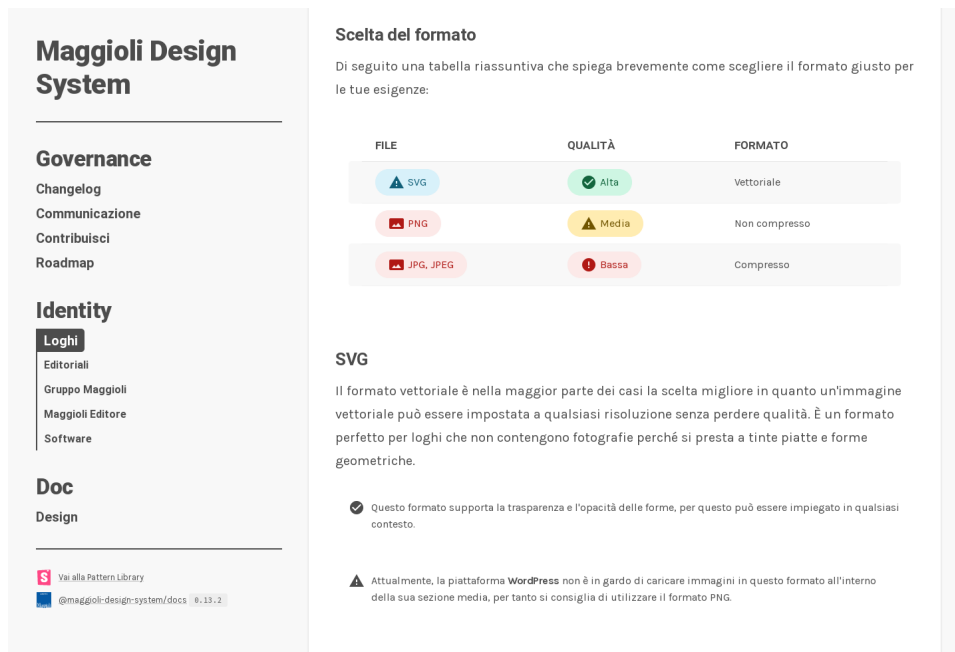 Maggioli Design
System
Governance
Changelog
Communicazione
Contribuisci
Roadmap
Identity
Loghi
Editoriali
Gruppo Maggioli
Maggioli Editore
Software
Doc
Design
Vai alla Pattern Library
@maggioli-design-system/docs 0.13.2
Scelta del formato
Di seguito una tabella riassuntiva che spiega brevemente come scegliere il formato giusto per
le tue esigenze:
FILE QUALITÀ FORMATO
SVG Alta Vettoriale
PNG Media Non compresso
JPG, JPEG Bassa Compresso
SVG
Il formato vettoriale è nella maggior parte dei casi la scelta migliore in quanto un'immagine
vettoriale può essere impostata a qualsiasi risoluzione senza perdere qualità. È un formato
perfetto per loghi che non contengono fotografie perché si presta a tinte piatte e forme
geometriche.
Questo formato supporta la trasparenza e l'opacità delle forme, per questo può essere impiegato in qualsiasi
contesto.
Attualmente, la piattaforma WordPress non è in gardo di caricare immagini in questo formato all'interno
della sua sezione media, per tanto si consiglia di utilizzare il formato PNG.